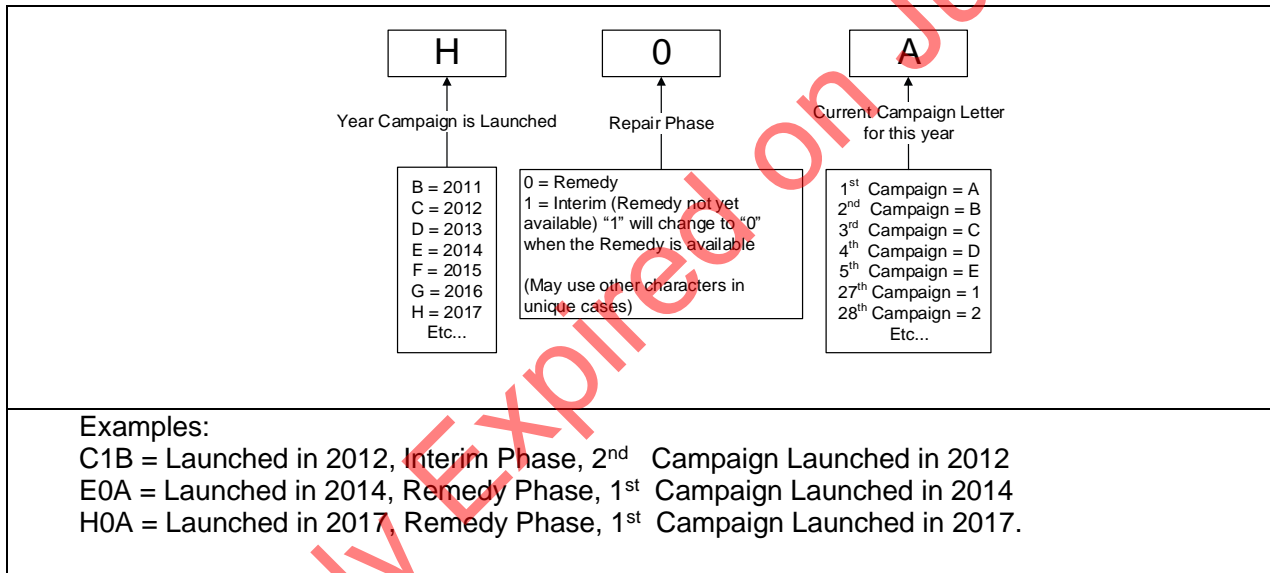 H
0
A
Year Campaign is Launched
Repair Phase
Current Campaign Letter
for this year
B = 2011
C = 2012
D = 2013
E = 2014
F = 2015
G = 2016
H = 2017
Etc...
0 = Remedy
1 = Interim (Remedy not yet
available) “1” will change to “0”
when the Remedy is available
(May use other characters in
unique cases)
1st Campaign = A
2nd Campaign = B
3rd Campaign = C
4th Campaign = D
5th Campaign = E
27th Campaign = 1
28th Campaign = 2
Etc...
Examples:
C1B = Launched in 2012, Interim Phase, 2nd Campaign Launched in 2012
E0A = Launched in 2014, Remedy Phase, 1st Campaign Launched in 2014
H0A = Launched in 2017, Remedy Phase, 1st Campaign Launched in 2017.
Expired on